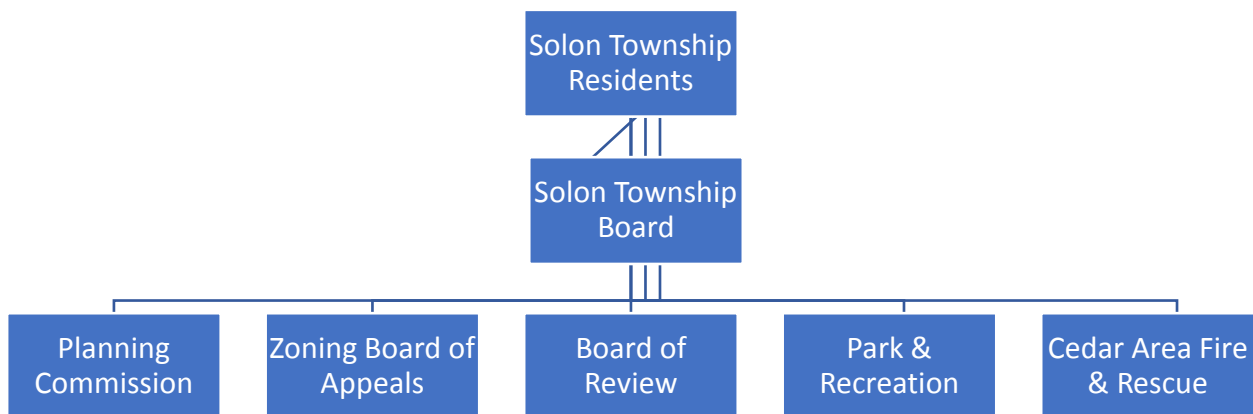 Solon Township
Residents
Solon Township
Board
Planning
Commission
Zoning Board of
Appeals
Board of
Review
Park &
Recreation
Cedar Area Fire
& Rescue